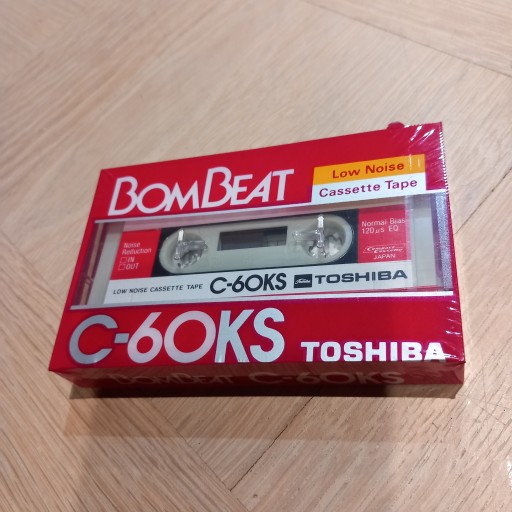 BOMBEAT
Low Noise
Cassette Tape
Noise
Reduction
IN
OUT
Normal Bias
120µs EQ
JAPAN
LOW NOISE CASSETTE TAPE C-60KS TOSHIBA
C-60KS TOSHIBA
BOMBEAT C-60KS